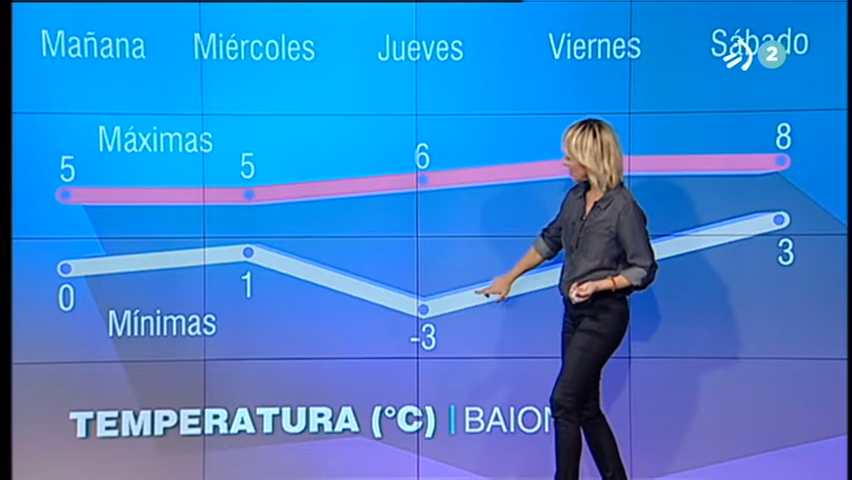 Mañana Miércoles Jueves Viernes Sábado
2
Máximas
5 5 6 8
0 1 -3 3
Mínimas
TEMPERATURA (°C) | BAION